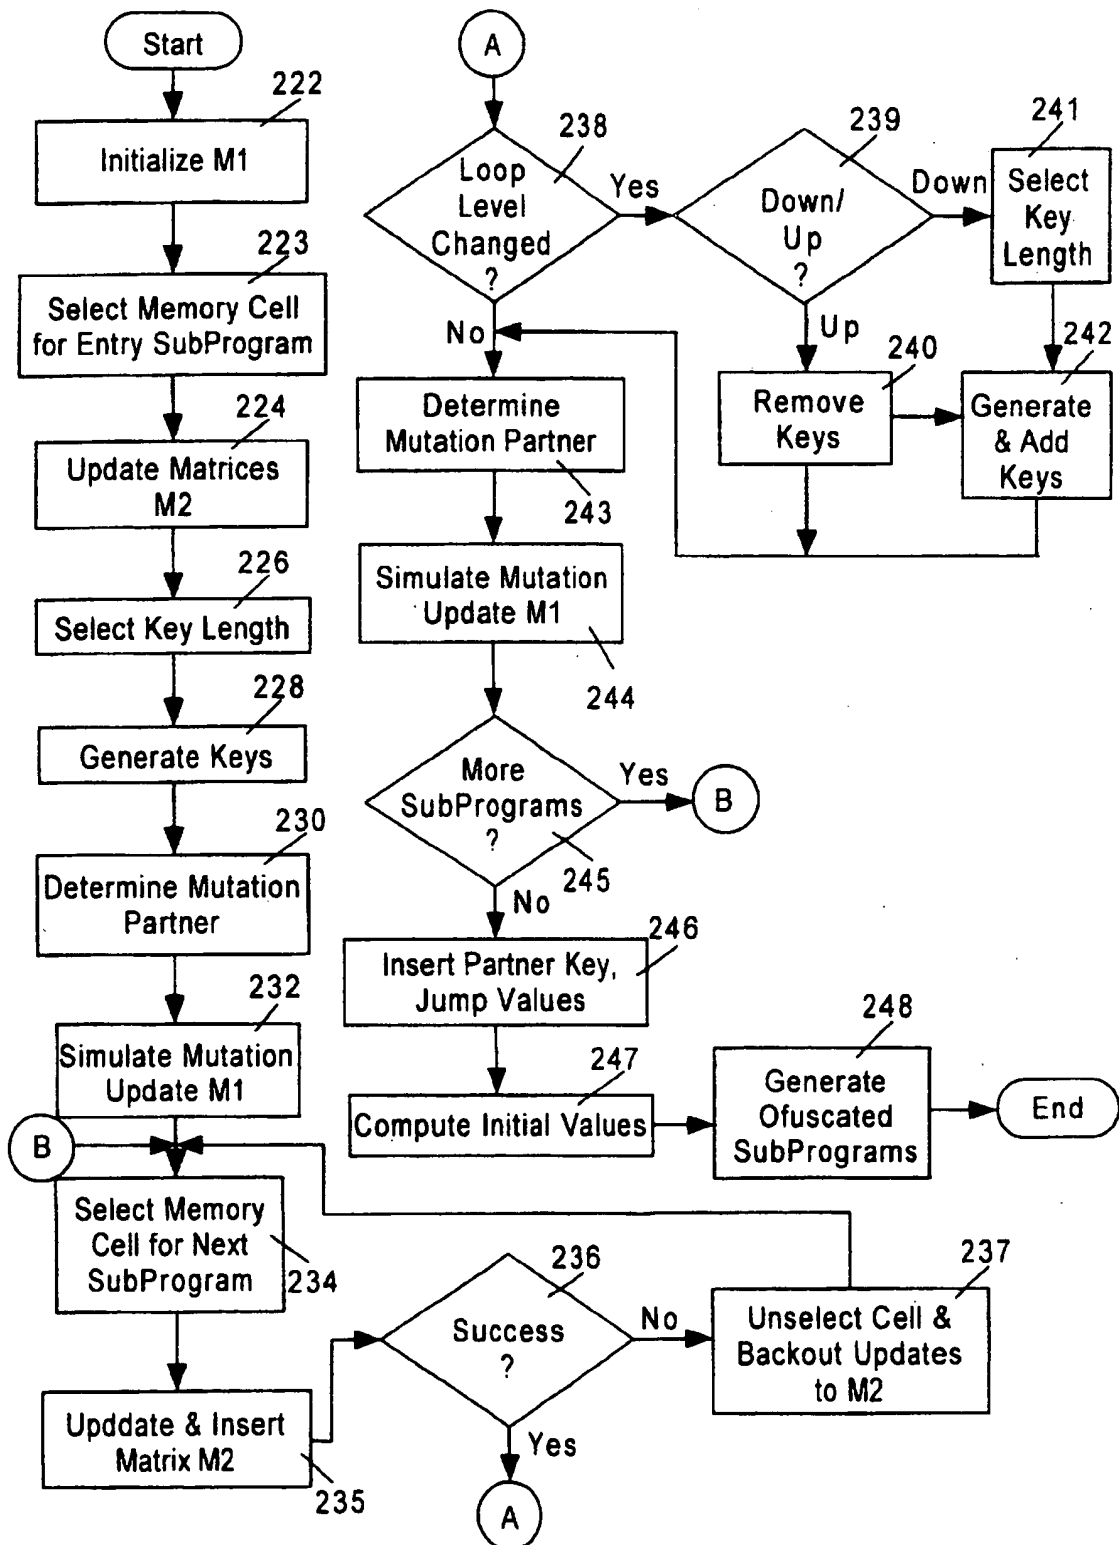 Start
222
Initialize M1
223
Select Memory Cell
for Entry SubProgram
224
Update Matrices
M2
226
Select Key Length
228
Generate Keys
230
Determine Mutation
Partner
232
Simulate Mutation
Update M1
B
Select Memory
Cell for Next
SubProgram
234
Upddate & Insert
Matrix M2
235
236
Success
?
No
Yes
A
237
Unselect Cell &
Backout Updates
to M2
A
238
Loop
Level
Changed
?
Yes
No
239
Down/
Up
?
Down
Up
241
Select
Key
Length
240
Remove
Keys
242
Generate
& Add
Keys
Determine
Mutation Partner
243
Simulate Mutation
Update M1
244
More
SubPrograms
?
245
Yes
B
No
246
Insert Partner Key,
Jump Values
247
Compute Initial Values
248
Generate
Ofuscated
SubPrograms
End